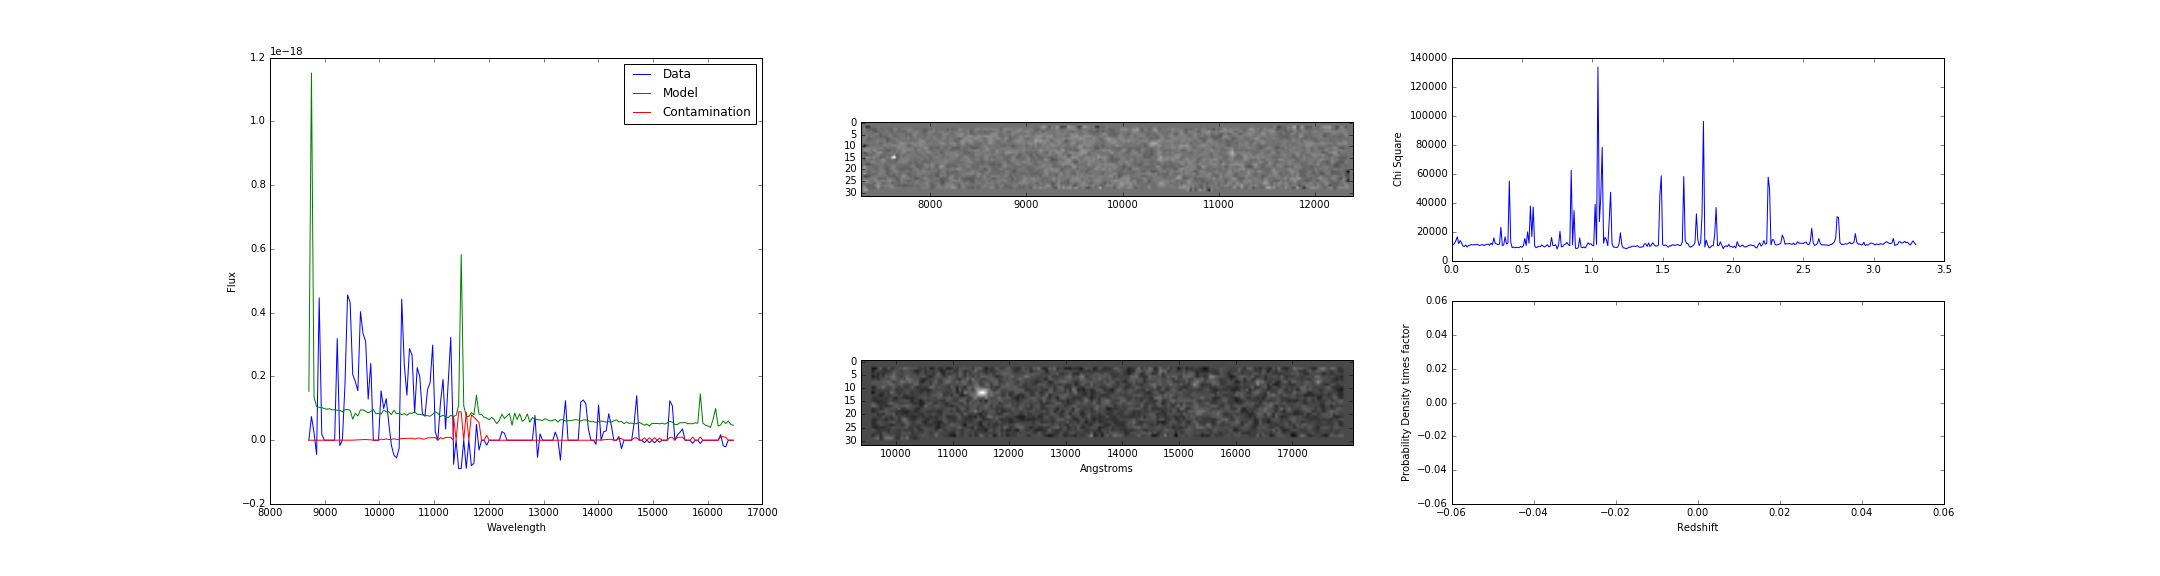 1e−18
1.2
1.0
0.8
0.6
0.4
0.2
0.0
−0.2
Flux
8000 9000 10000 11000 12000 13000 14000 15000 16000 17000
Wavelength
Data
Model
Contamination
0
5
10
15
20
25
30
8000 9000 10000 11000 12000
0
5
10
15
20
25
30
10000 11000 12000 13000 14000 15000 16000 17000
Angstroms
140000
120000
100000
80000
60000
40000
20000
0
Chi Square
0.0 0.5 1.0 1.5 2.0 2.5 3.0 3.5
0.06
0.04
0.02
0.00
−0.02
−0.04
−0.06
Probability Density times factor
−0.06 −0.04 −0.02 0.00 0.02 0.04 0.06
Redshift